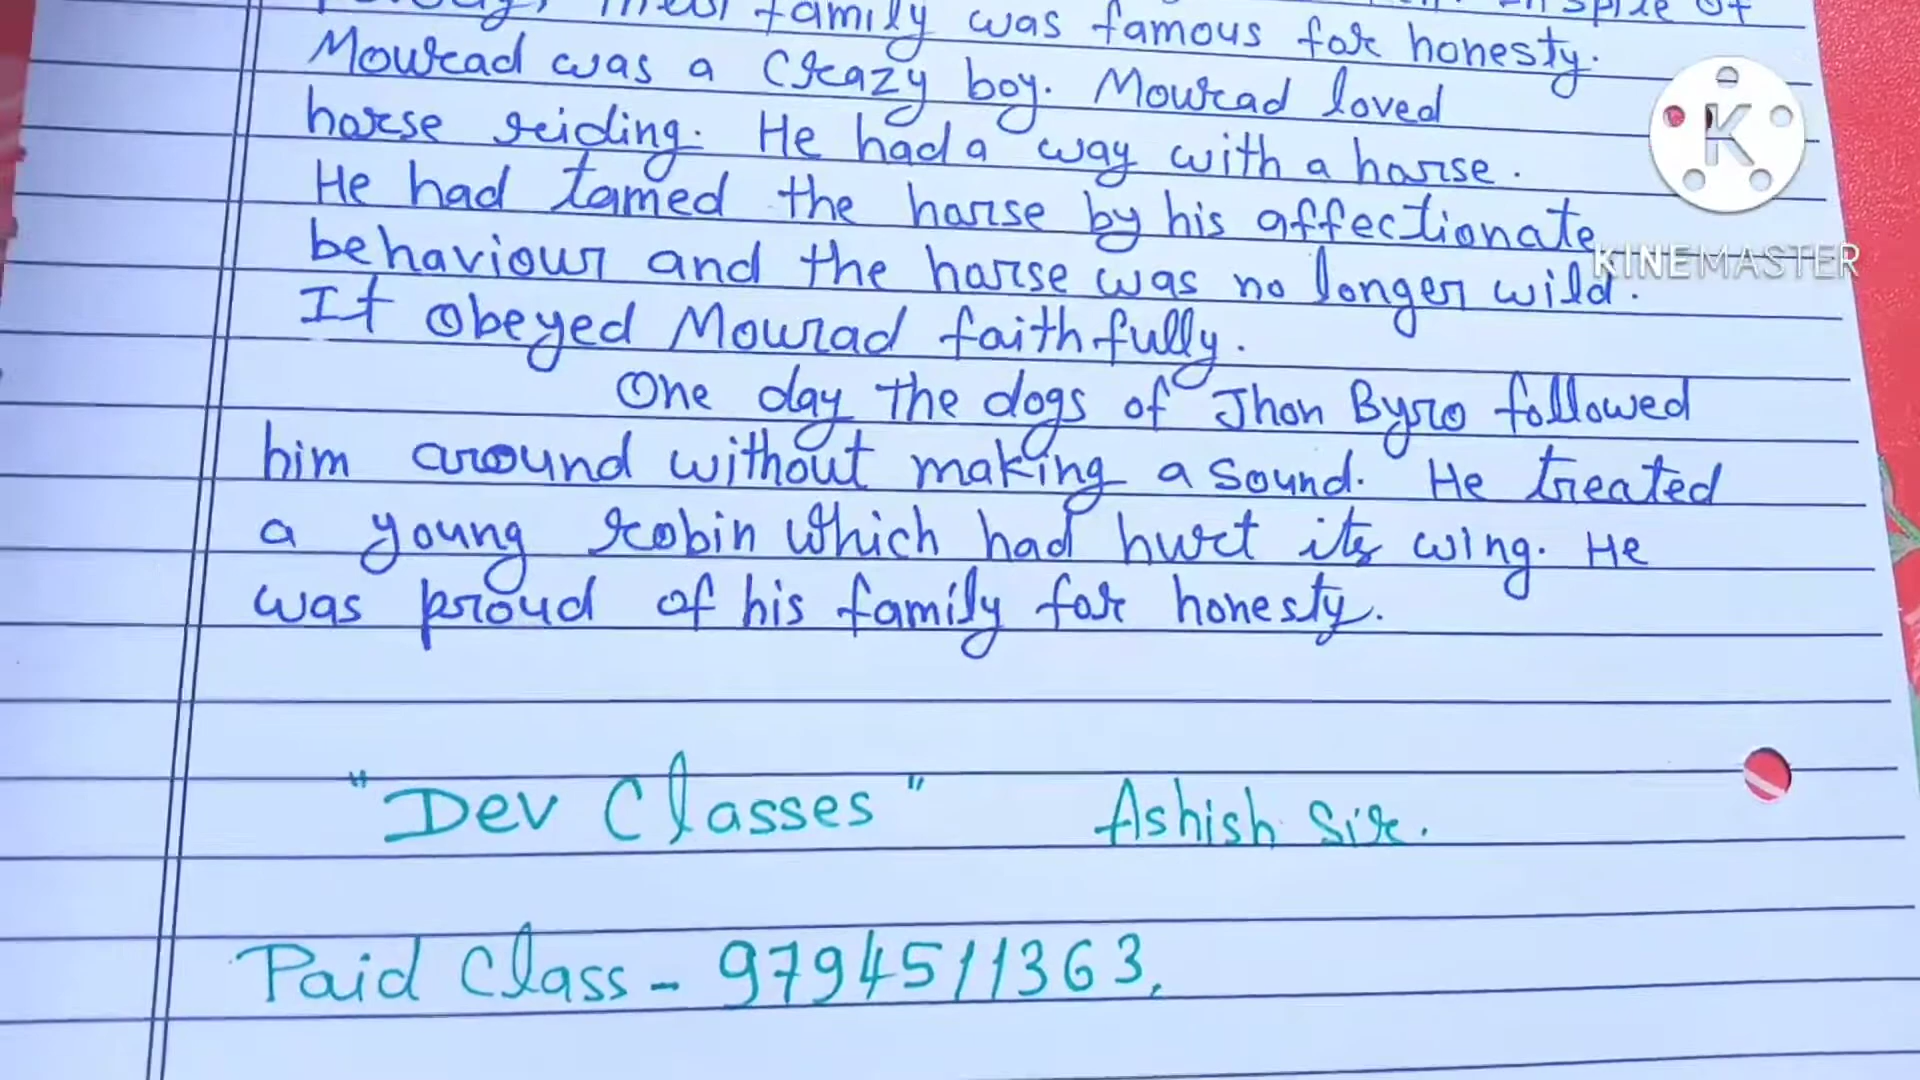 family was famous for honesty.
Mourad was a Crazy boy. Mourad loved
horse riding. He had a way with a horse.
He had tamed the horse by his affectionate
behaviour and the horse was no longer wild.
It obeyed Mourad faithfully.
One day the dogs of Jhon Byro followed
him around without making a sound. He treated
a young robin which had hurt its wing. He
was proud of his family for honesty.
"Dev Classes" Ashish Sir.
Paid Class - 9794511363,
K
KINEMASTER